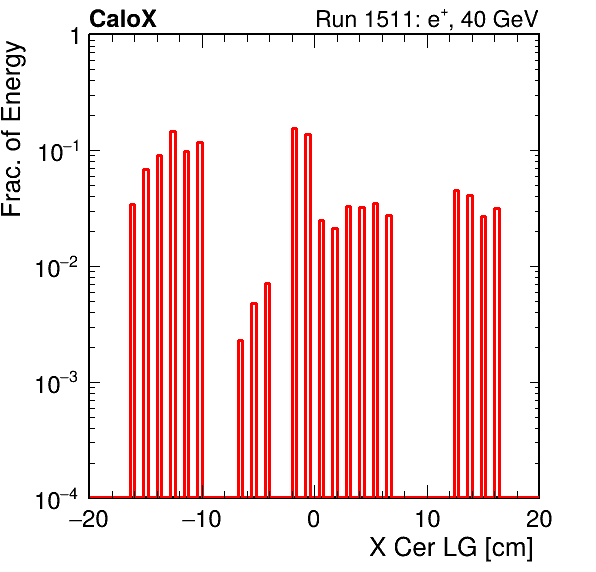 CaloX Run 1511: e⁺, 40 GeV
Frac. of Energy
1
10⁻¹
10⁻²
10⁻³
10⁻⁴
−20 −10 0 10 20
X Cer LG [cm]